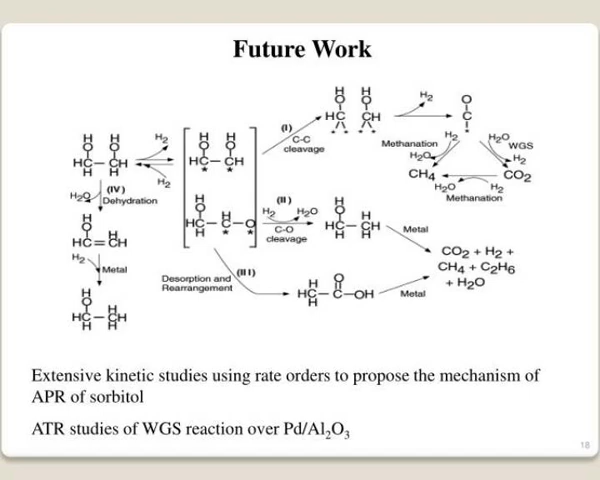 Future Work
H H
O O
HC CH
H2
O
C
(I)
C-C
cleavage
Methanation
H2
H2O
H2O
WGS
H2
CH4
CO2
H2O
H2
Methanation
H H
O O
HC – CH
H H
H2
H2
H H
O O
HC – CH
* *
H
O H
HC – C – O
H * *
(II)
H2 H2O
C-O
cleavage
H
O H
HC – CH
H H
Metal
CO2 + H2 +
CH4 + C2H6
+ H2O
H2O
(IV)
Dehydration
H
O H
HC = CH
H2
Metal
H
O H
HC – CH
H H
Desorption and
Rearrangement
(III)
H O
HC – C – OH
H
Metal
Extensive kinetic studies using rate orders to propose the mechanism of
APR of sorbitol
ATR studies of WGS reaction over Pd/Al2O3
18